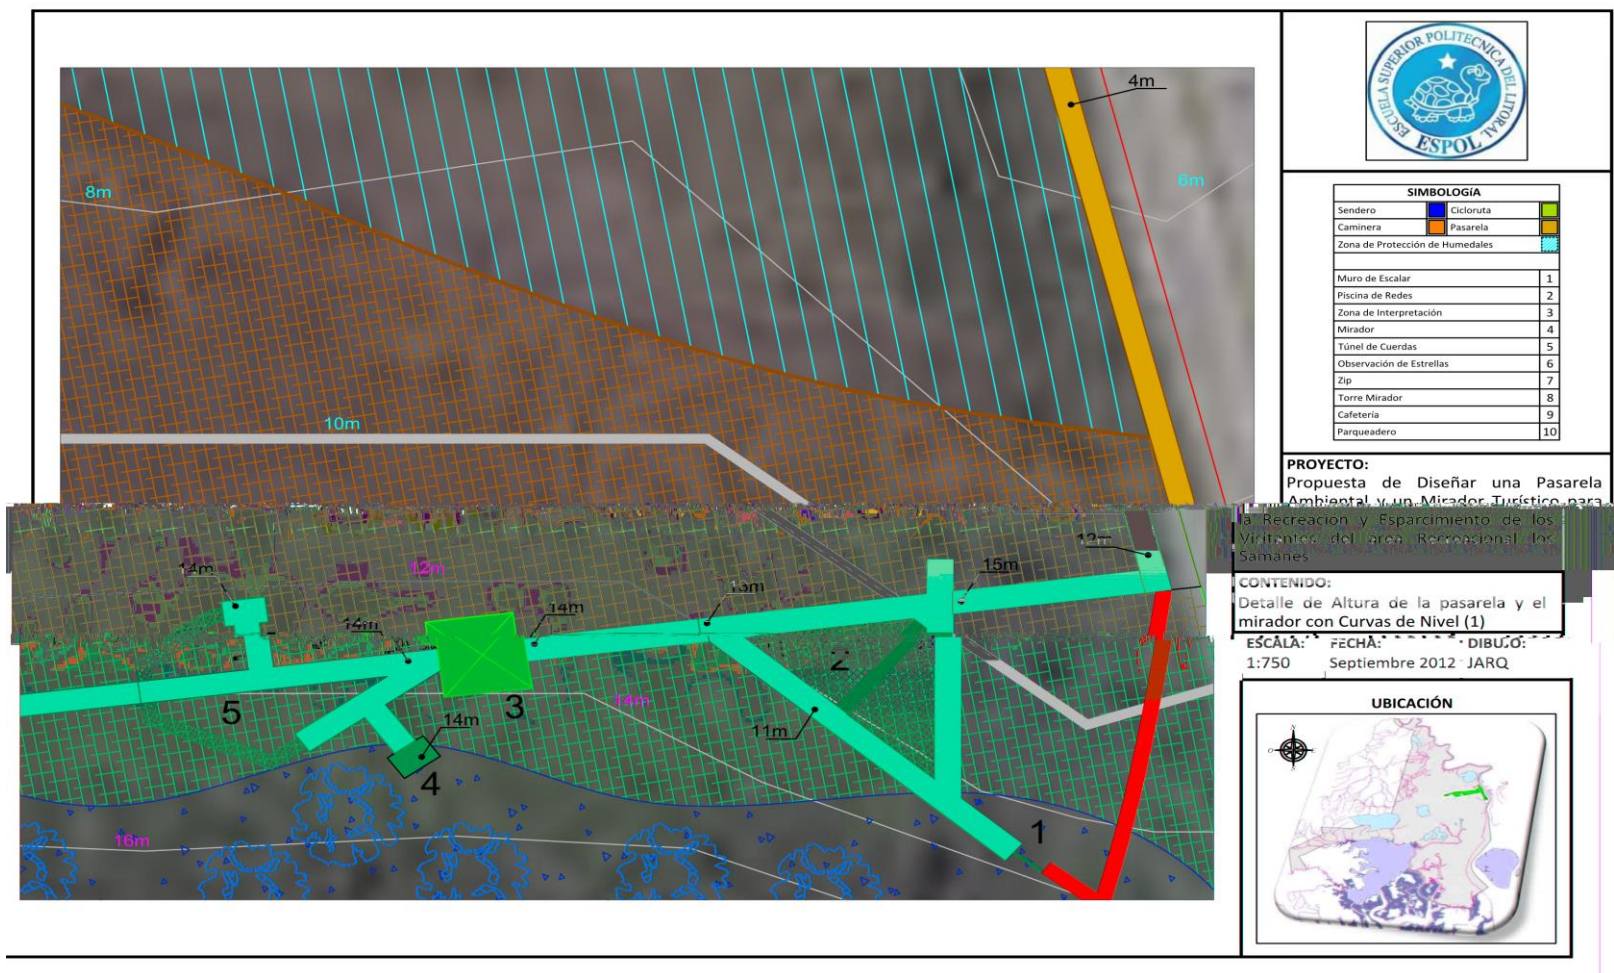 ESCUELA SUPERIOR POLITECNICA DEL LITORAL
ESPOL
4m
8m
6m
10m
SIMBOLOGÍA
Sendero Cicloruta
Caminera Pasarela
Zona de Protección de Humedales
Muro de Escalar 1
Piscina de Redes 2
Zona de Interpretación 3
Mirador 4
Túnel de Cuerdas 5
Observación de Estrellas 6
Zip 7
Torre Mirador 8
Cafetería 9
Parqueadero 10
PROYECTO:
Propuesta de Diseñar una Pasarela
Ambiental y un Mirador Turístico para
la Recreación y Esparcimiento de los
Visitantes del área Recreasional los
Samanes
12m
15m
12m
14m
14m
14m
CONTENIDO:
Detalle de Altura de la pasarela y el
mirador con Curvas de Nivel (1)
ESCALA: FECHA: DIBUJO:
1:750 Septiembre 2012 JARQ
2
5
3
14m
14m
11m
4
1
16m
UBICACIÓN
N